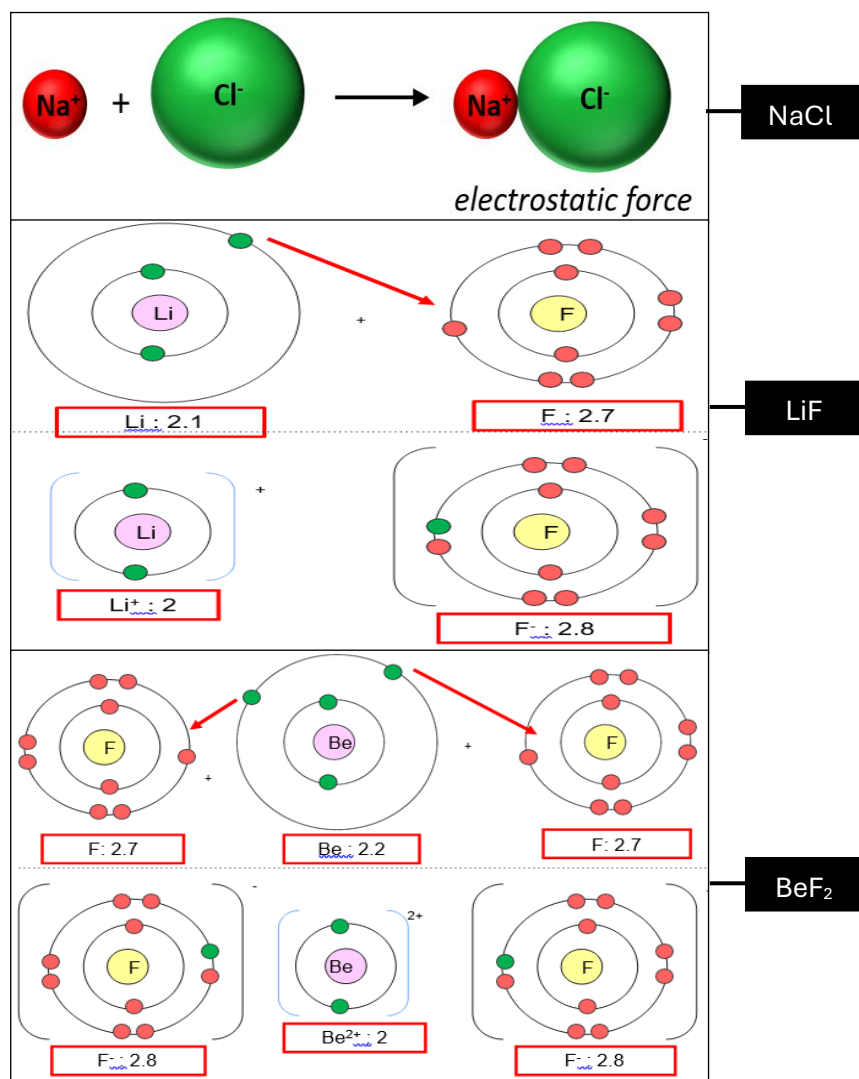 Na⁺ + Cl⁻ Na⁺ Cl⁻
NaCl
electrostatic force
Li + F
Li : 2.1 F : 2.7
LiF
+ -
Li F
Li⁺ : 2 F⁻ : 2.8
F + Be + F
F: 2.7 Be : 2.2 F: 2.7
BeF₂
- 2+ -
F Be F
F⁻ : 2.8 Be²⁺ : 2 F⁻ : 2.8